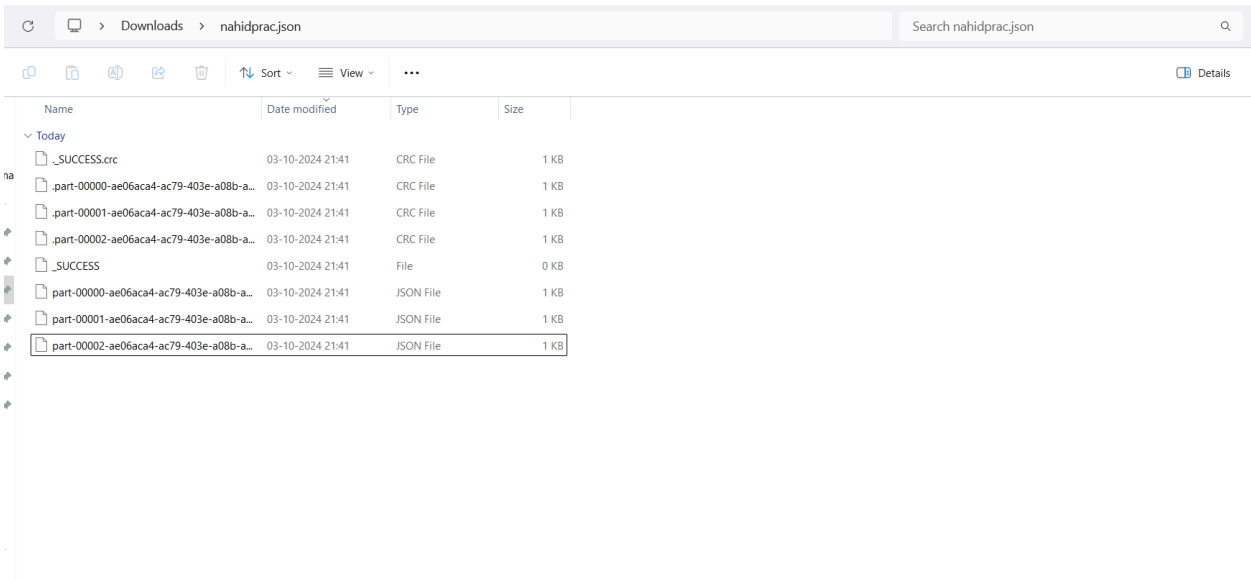 Downloads > nahidprac.json Search nahidprac.json
Sort View ... Details
Name Date modified Type Size
Today
._SUCCESS.crc 03-10-2024 21:41 CRC File 1 KB
.part-00000-ae06aca4-ac79-403e-a08b-a... 03-10-2024 21:41 CRC File 1 KB
.part-00001-ae06aca4-ac79-403e-a08b-a... 03-10-2024 21:41 CRC File 1 KB
.part-00002-ae06aca4-ac79-403e-a08b-a... 03-10-2024 21:41 CRC File 1 KB
_SUCCESS 03-10-2024 21:41 File 0 KB
part-00000-ae06aca4-ac79-403e-a08b-a... 03-10-2024 21:41 JSON File 1 KB
part-00001-ae06aca4-ac79-403e-a08b-a... 03-10-2024 21:41 JSON File 1 KB
part-00002-ae06aca4-ac79-403e-a08b-a... 03-10-2024 21:41 JSON File 1 KB